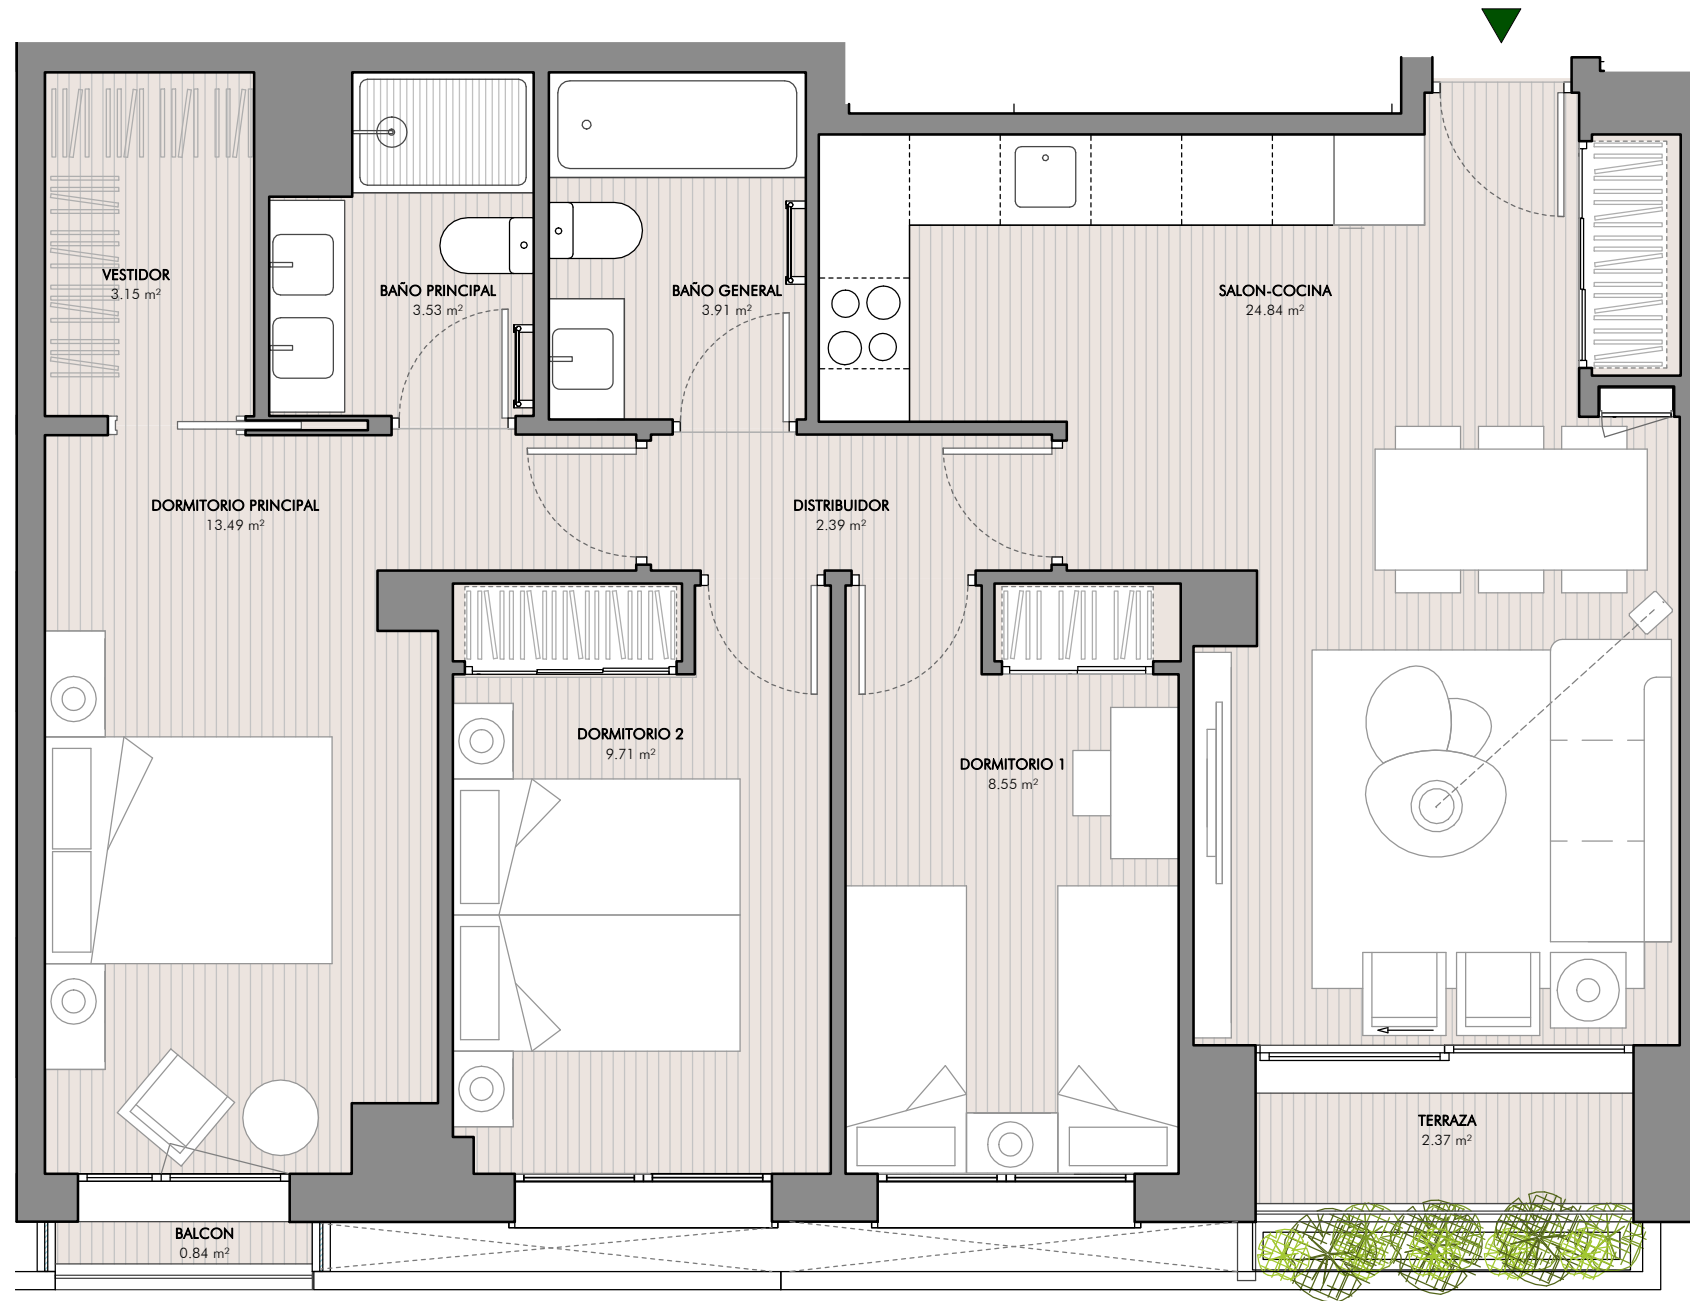 VESTIDOR
3.15 m²
BAÑO PRINCIPAL
3.53 m²
BAÑO GENERAL
3.91 m²
SALON-COCINA
24.84 m²
DORMITORIO PRINCIPAL
13.49 m²
DISTRIBUIDOR
2.39 m²
DORMITORIO 2
9.71 m²
DORMITORIO 1
8.55 m²
TERRAZA
2.37 m²
BALCON
0.84 m²